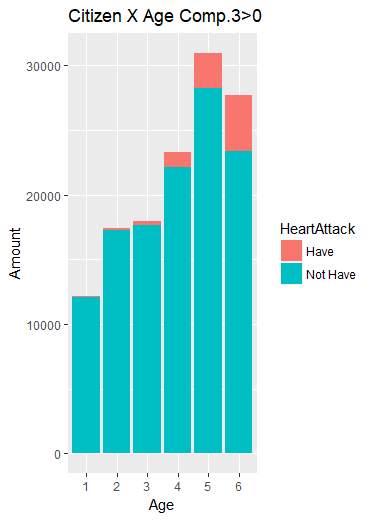 Citizen X Age Comp.3>0
Amount
30000
20000
10000
0
1 2 3 4 5 6
Age
HeartAttack
Have
Not Have